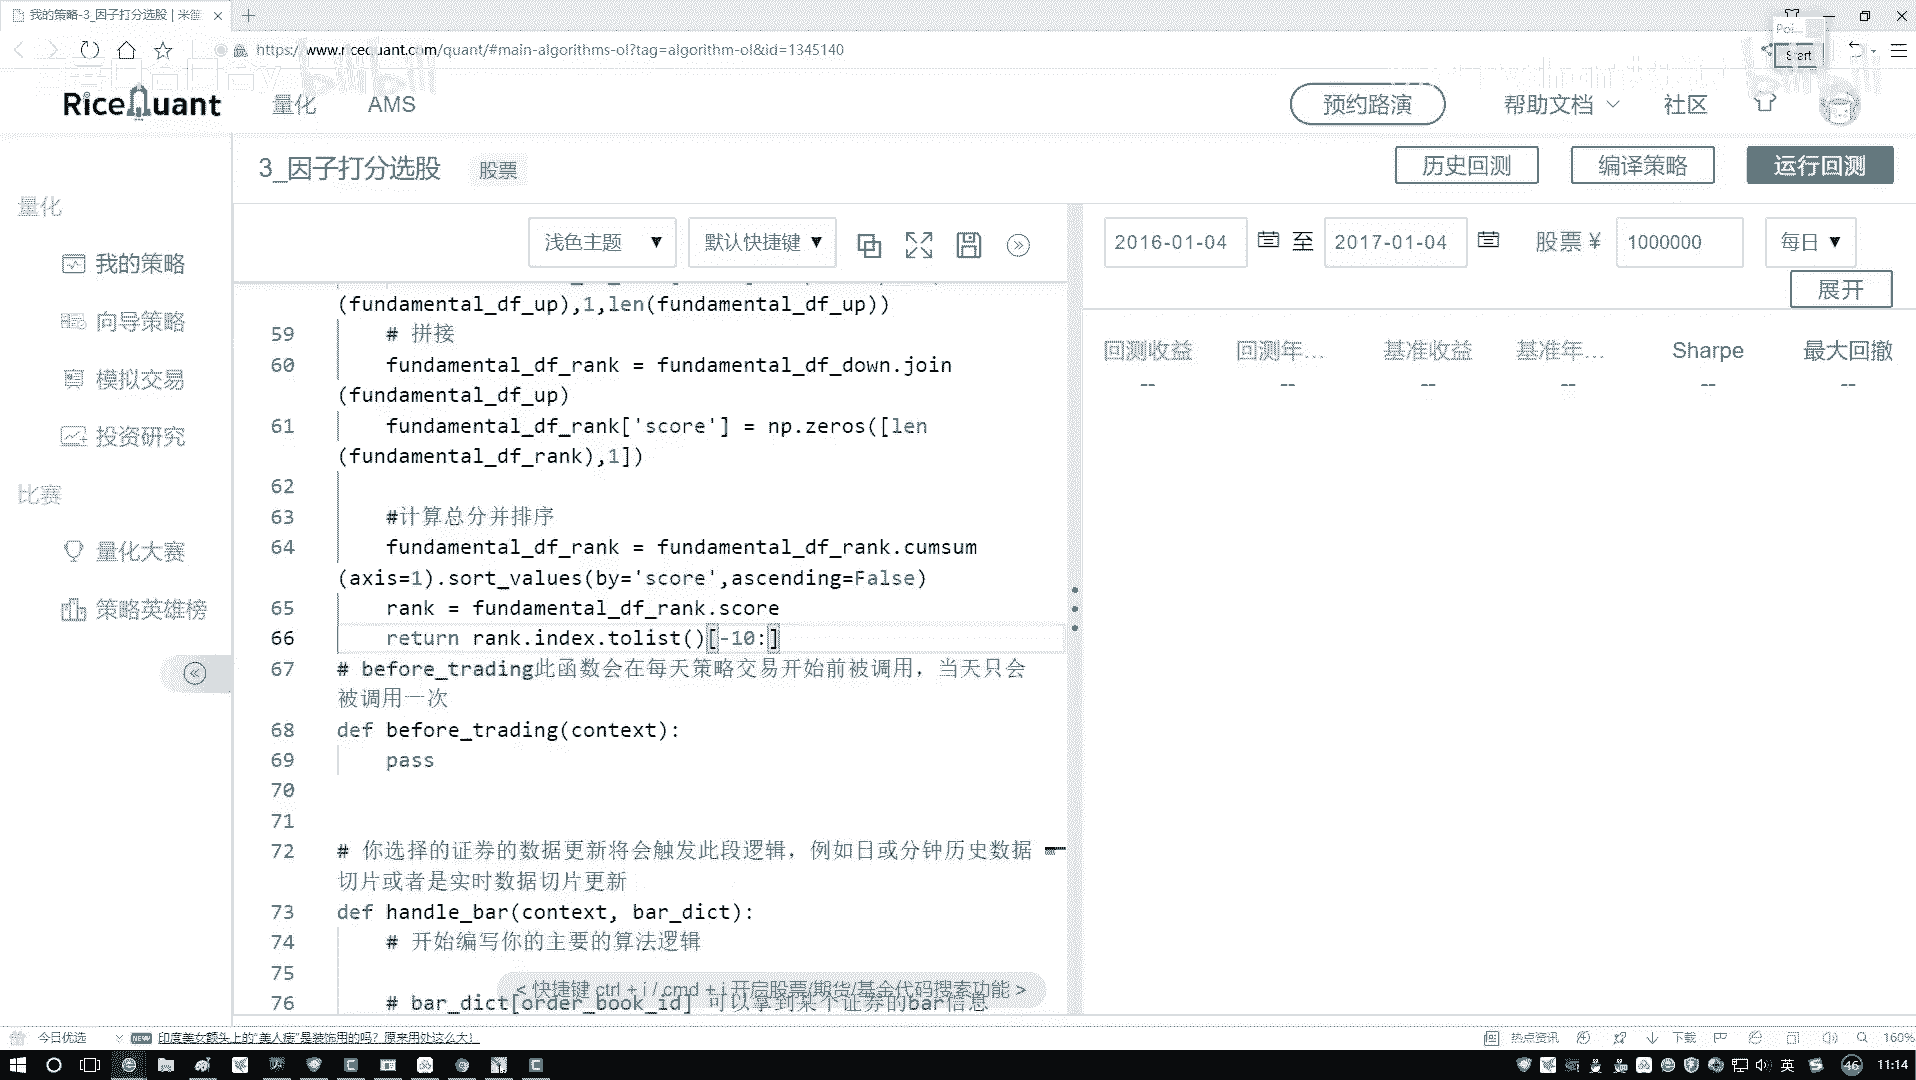 我的策略-3_因子打分选股 | 米筐
https://www.ricequant.com/quant/#main-algorithms-ol?tag=algorithm-ol&id=1345140
Start
RiceQuant
量化
AMS
预约路演
帮助文档
社区
3_因子打分选股
股票
历史回测
编译策略
运行回测
量化
我的策略
向导策略
模拟交易
投资研究
比赛
量化大赛
策略英雄榜
浅色主题 ▼
默认快捷键 ▼
2016-01-04
至
2017-01-04
股票 ¥
1000000
每日 ▼
展开
回测收益
回测年...
基准收益
基准年...
Sharpe
最大回撤
--
--
--
--
--
--
(fundamental_df_up),1,len(fundamental_df_up))
59 # 拼接
60 fundamental_df_rank = fundamental_df_down.join
(fundamental_df_up)
61 fundamental_df_rank['score'] = np.zeros([len
(fundamental_df_rank),1])
62
63 #计算总分并排序
64 fundamental_df_rank = fundamental_df_rank.cumsum
(axis=1).sort_values(by='score',ascending=False)
65 rank = fundamental_df_rank.score
66 return rank.index.tolist()[-10:]
67 # before_trading此函数会在每天策略交易开始前被调用，当天只会
被调用一次
68 def before_trading(context):
69 pass
70
71
72 # 你选择的证券的数据更新将会触发此段逻辑，例如日或分钟历史数据
切片或者是实时数据切片更新
73 def handle_bar(context, bar_dict):
74 # 开始编写你的主要的算法逻辑
75
< 快捷键 ctrl + i / cmd + i 开启股票/期货/基金代码搜索功能 >
76 # bar_dict[order_book_id] 可以拿到某个证券的bar信息
今日优选
NEW 印度美女额头上的“美人痣”是装饰用的吗？原来用处这么大！
热点资讯
下载
160%
英
46
11:14